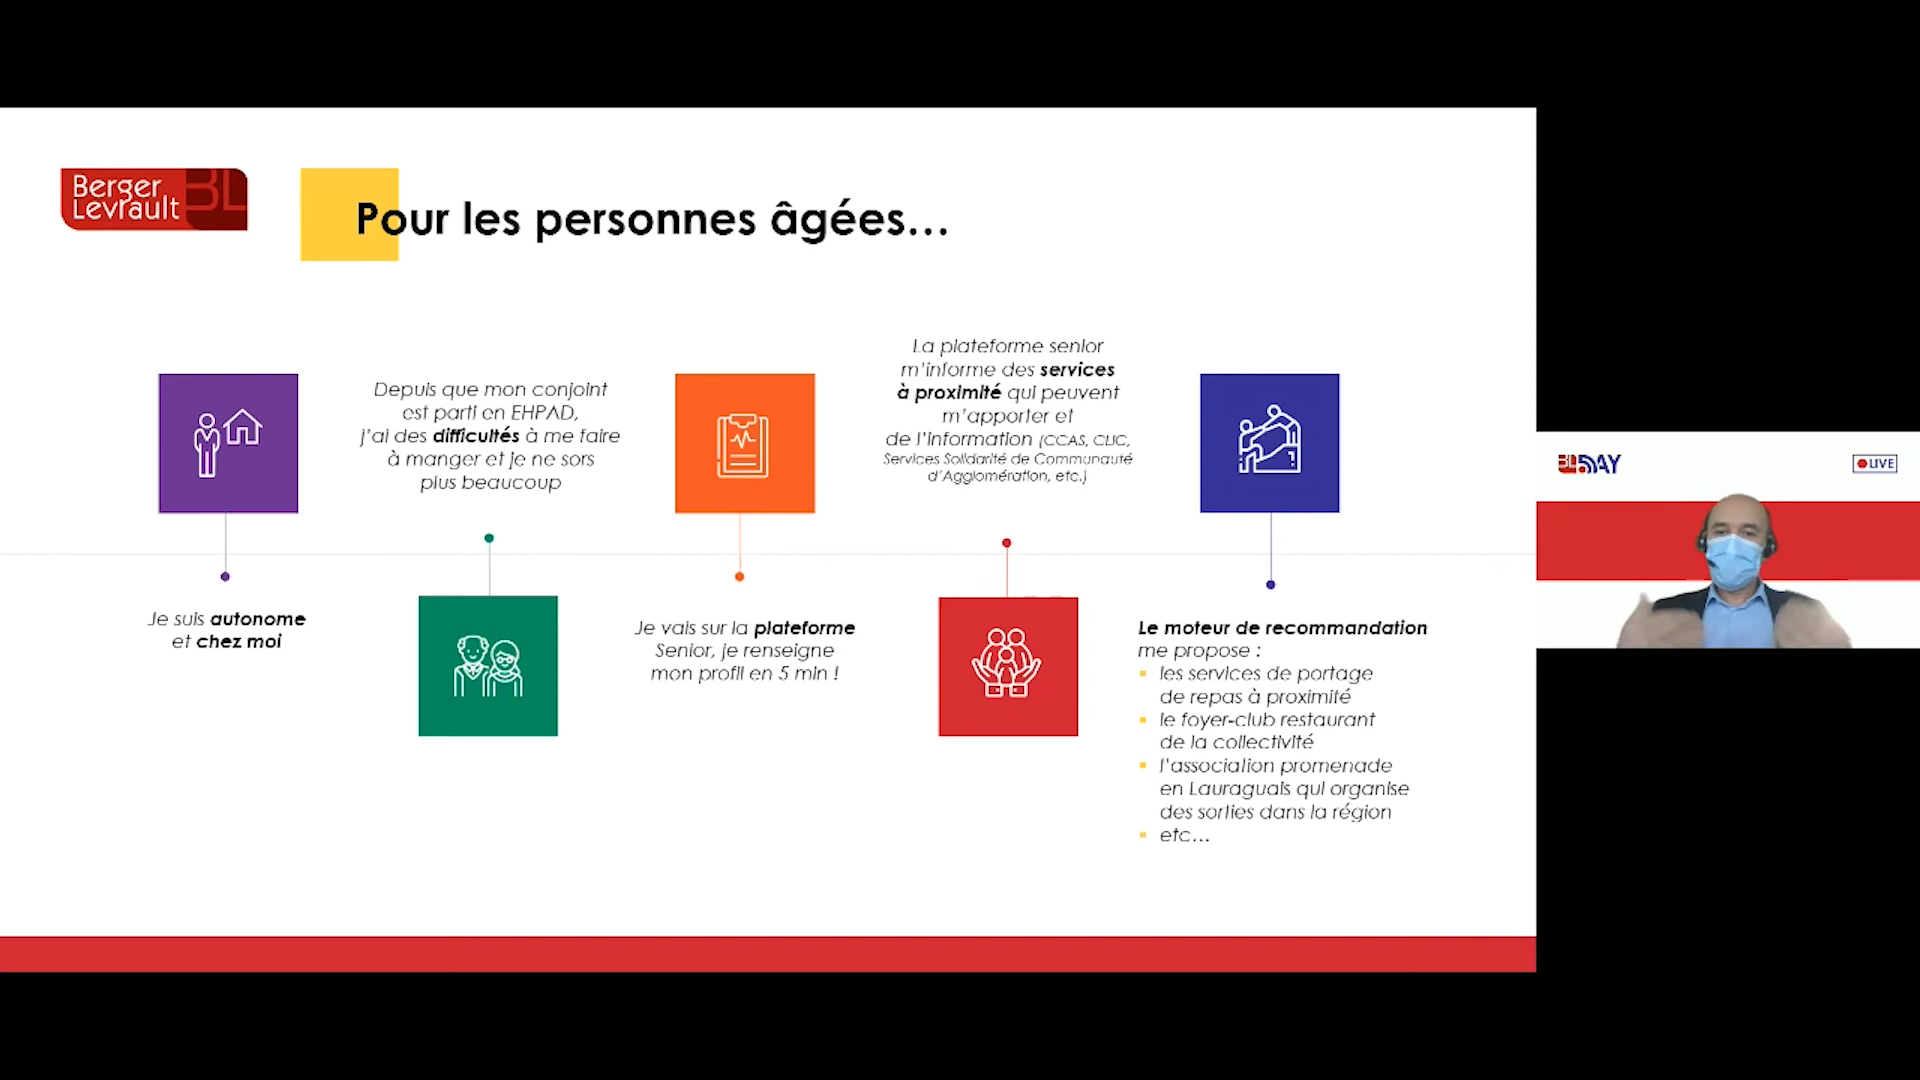 Berger
Levrault
BL
Pour les personnes âgées...
Je suis autonome
et chez moi
Depuis que mon conjoint
est parti en EHPAD,
j'ai des difficultés à me faire
à manger et je ne sors
plus beaucoup
Je vais sur la plateforme
Senior, je renseigne
mon profil en 5 min !
La plateforme senior
m'informe des services
à proximité qui peuvent
m'apporter et
de l'information (CCAS, CLIC,
Services Solidarité de Communauté
d'Agglomération, etc.)
Le moteur de recommandation
me propose :
▪ les services de portage
de repas à proximité
▪ le foyer-club restaurant
de la collectivité
▪ l'association promenade
en Lauraguais qui organise
des sorties dans la région
▪ etc...
BL DAY
LIVE